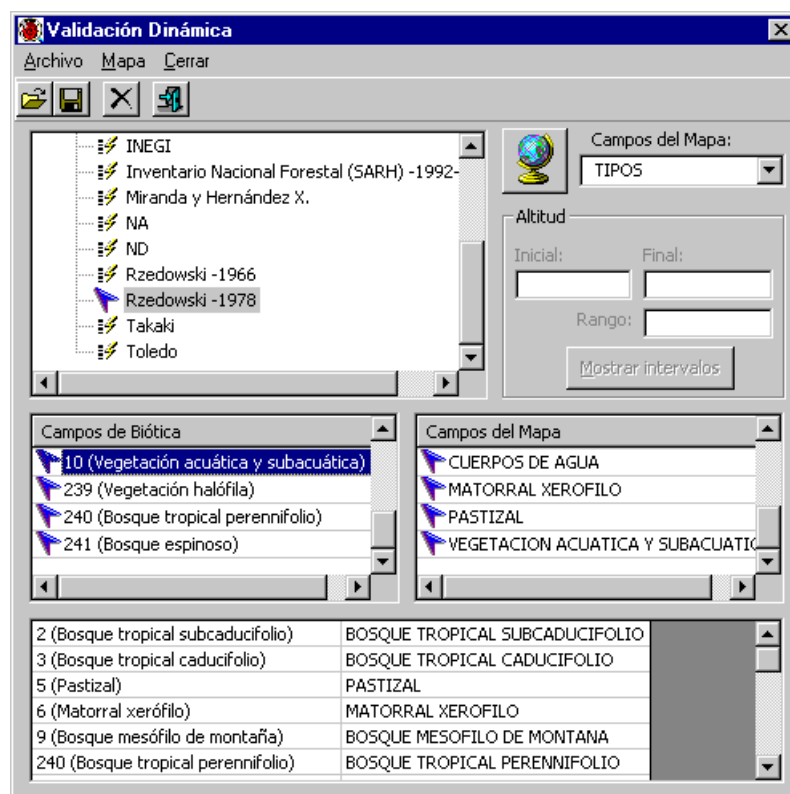 Validación Dinámica
Archivo Mapa Cerrar
INEGI
Inventario Nacional Forestal (SARH) -1992-
Miranda y Hernández X.
NA
ND
Rzedowski -1966
Rzedowski -1978
Takaki
Toledo
Campos del Mapa:
TIPOS
Altitud
Inicial: Final:
Rango:
Mostrar intervalos
Campos de Biótica
10 (Vegetación acuática y subacuática)
239 (Vegetación halófila)
240 (Bosque tropical perennifolio)
241 (Bosque espinoso)
Campos del Mapa
CUERPOS DE AGUA
MATORRAL XEROFILO
PASTIZAL
VEGETACION ACUATICA Y SUBACUATIC
2 (Bosque tropical subcaducifolio) BOSQUE TROPICAL SUBCADUCIFOLIO
3 (Bosque tropical caducifolio) BOSQUE TROPICAL CADUCIFOLIO
5 (Pastizal) PASTIZAL
6 (Matorral xerófilo) MATORRAL XEROFILO
9 (Bosque mesófilo de montaña) BOSQUE MESOFILO DE MONTANA
240 (Bosque tropical perennifolio) BOSQUE TROPICAL PERENNIFOLIO